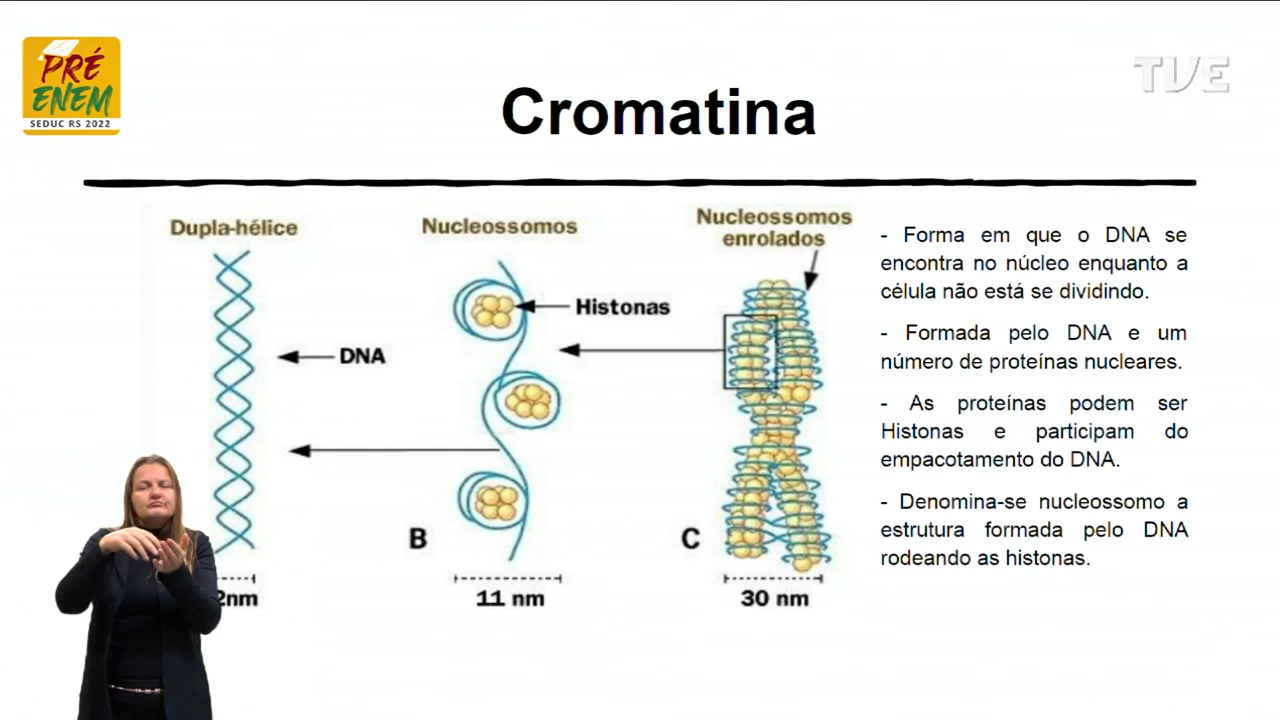 PRÉ
ENEM
SEDUC RS 2022
TVE
Cromatina
Dupla-hélice
Nucleossomos
Nucleossomos
enrolados
Histonas
DNA
B
C
2nm
11 nm
30 nm
- Forma em que o DNA se
encontra no núcleo enquanto a
célula não está se dividindo.
- Formada pelo DNA e um
número de proteínas nucleares.
- As proteínas podem ser
Histonas e participam do
empacotamento do DNA.
- Denomina-se nucleossomo a
estrutura formada pelo DNA
rodeando as histonas.